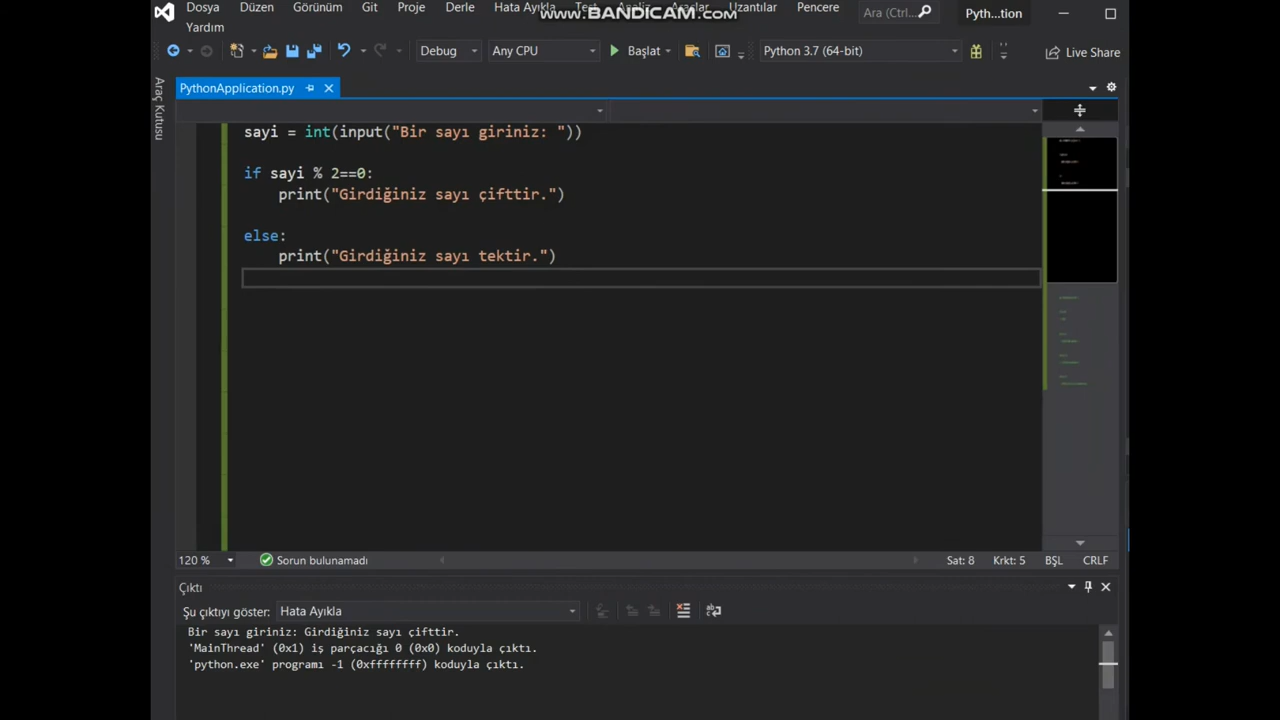 Dosya Düzen Görünüm Git Proje Derle Hata Ayıkla Test Analiz Araçlar Uzantılar Pencere
www.BANDICAM.com
Ara (Ctrl... Pyth...tion
Yardım
Debug Any CPU Başlat Python 3.7 (64-bit) Live Share
Araç Kutusu
PythonApplication.py
sayi = int(input("Bir sayı giriniz: "))
if sayi % 2==0:
print("Girdiğiniz sayı çifttir.")
else:
print("Girdiğiniz sayı tektir.")
120 % Sorun bulunamadı Sat: 8 Krkt: 5 BŞL CRLF
Çıktı
Şu çıktıyı göster: Hata Ayıkla
Bir sayı giriniz: Girdiğiniz sayı çifttir.
'MainThread' (0x1) iş parçacığı 0 (0x0) koduyla çıktı.
'python.exe' programı -1 (0xffffffff) koduyla çıktı.